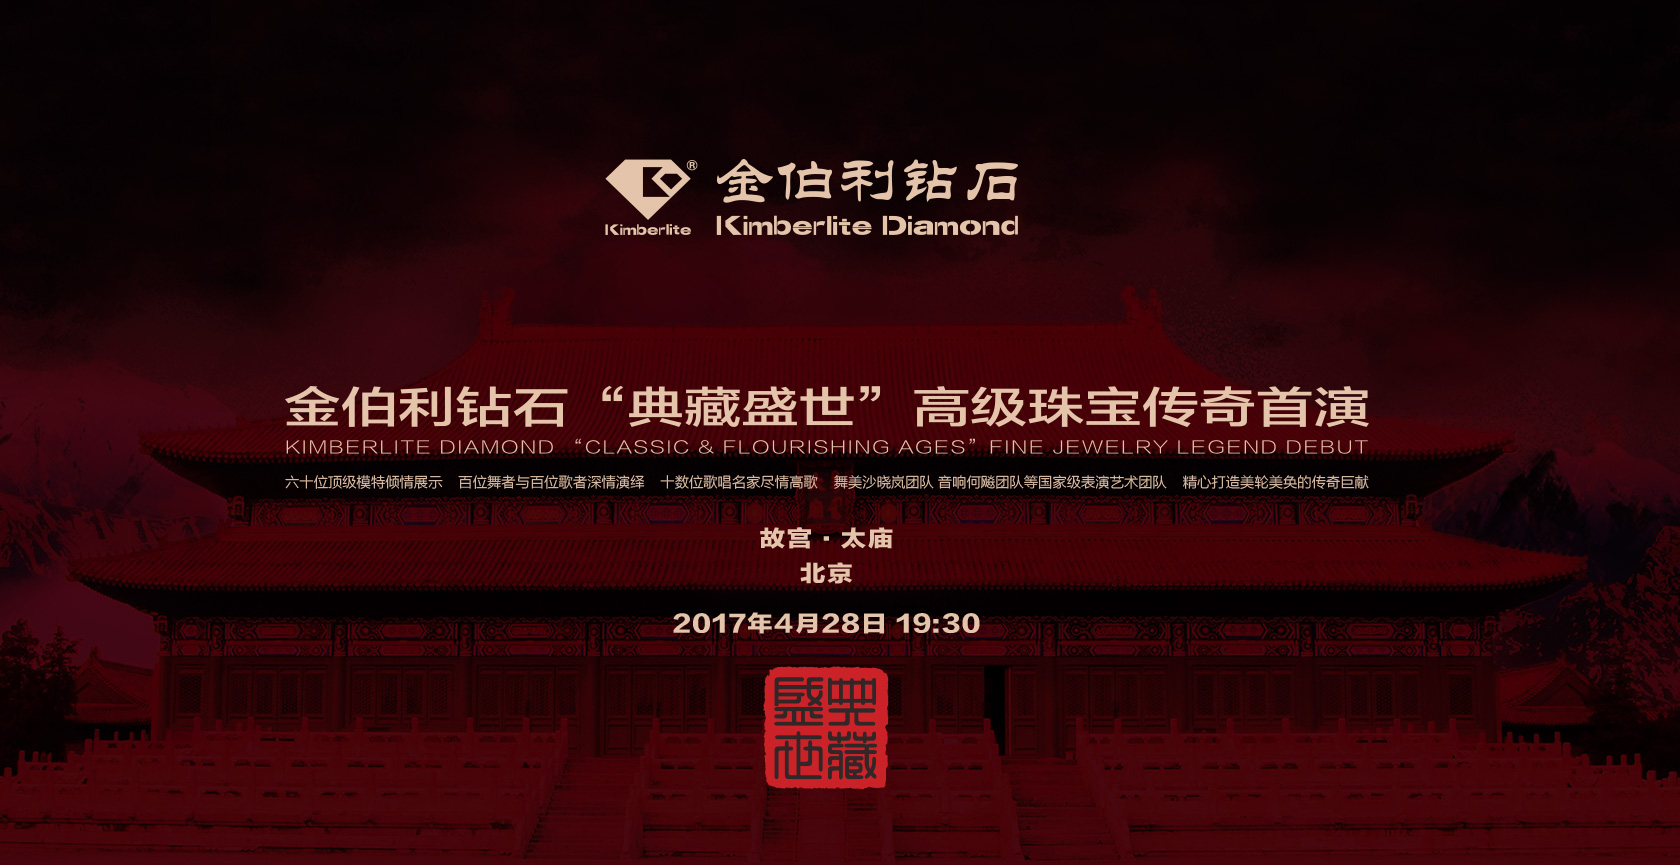 金伯利钻石
Kimberlite
Kimberlite Diamond
金伯利钻石“典藏盛世”高级珠宝传奇首演
KIMBERLITE DIAMOND “CLASSIC & FLOURISHING AGES” FINE JEWELRY LEGEND DEBUT
六十位顶级模特倾情展示 百位舞者与百位歌者深情演绎 十数位歌唱名家尽情高歌 舞美沙晓岚团队 音响何飚团队等国家级表演艺术团队 精心打造美轮美奂的传奇巨献
故宫·太庙
北京
2017年4月28日 19:30
典藏盛世